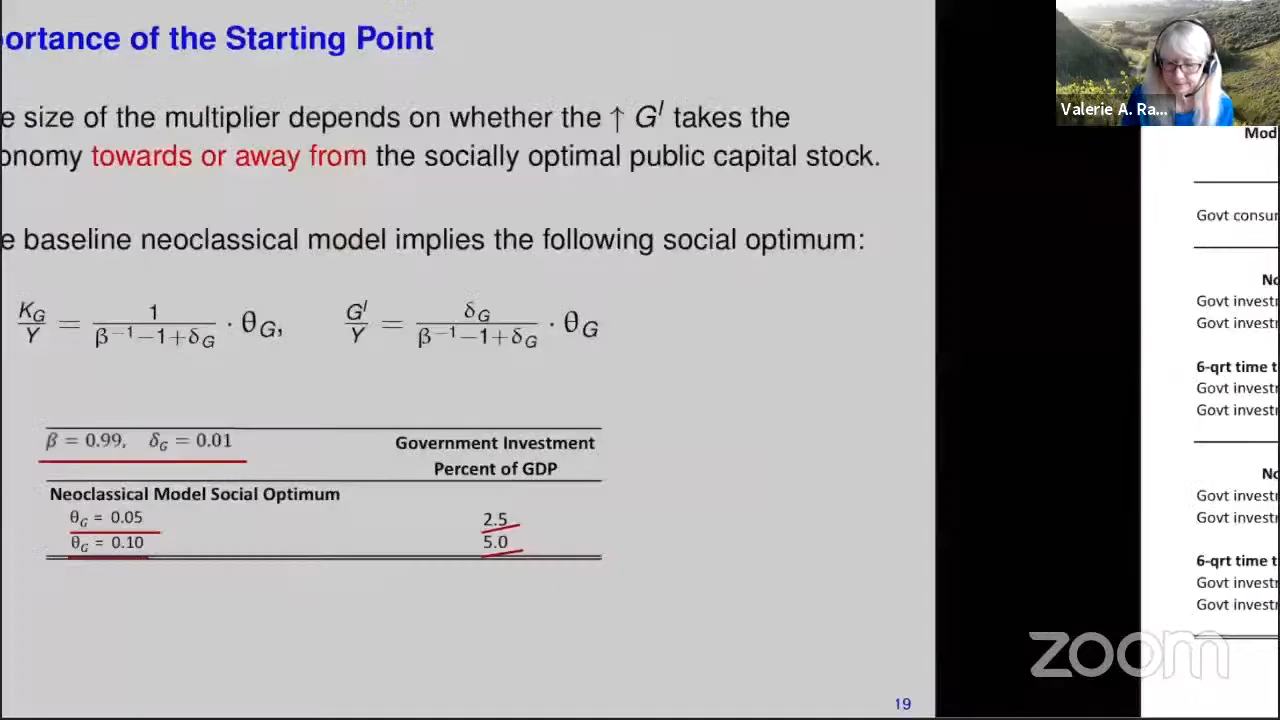 portance of the Starting Point
e size of the multiplier depends on whether the ↑ G^I takes the
onomy towards or away from the socially optimal public capital stock.
e baseline neoclassical model implies the following social optimum:
K_G/Y = 1/(β^−1−1+δ_G) · θ_G, G^I/Y = δ_G/(β^−1−1+δ_G) · θ_G
β = 0.99, δ_G = 0.01 Government Investment
Percent of GDP
Neoclassical Model Social Optimum
θ_G = 0.05 2.5
θ_G = 0.10 5.0
19
Valerie A. Ra...
Mod
Govt consu
No
Govt invest
Govt invest
6-qrt time t
Govt invest
Govt invest
No
Govt invest
Govt invest
6-qrt time t
Govt invest
Govt invest
zoom